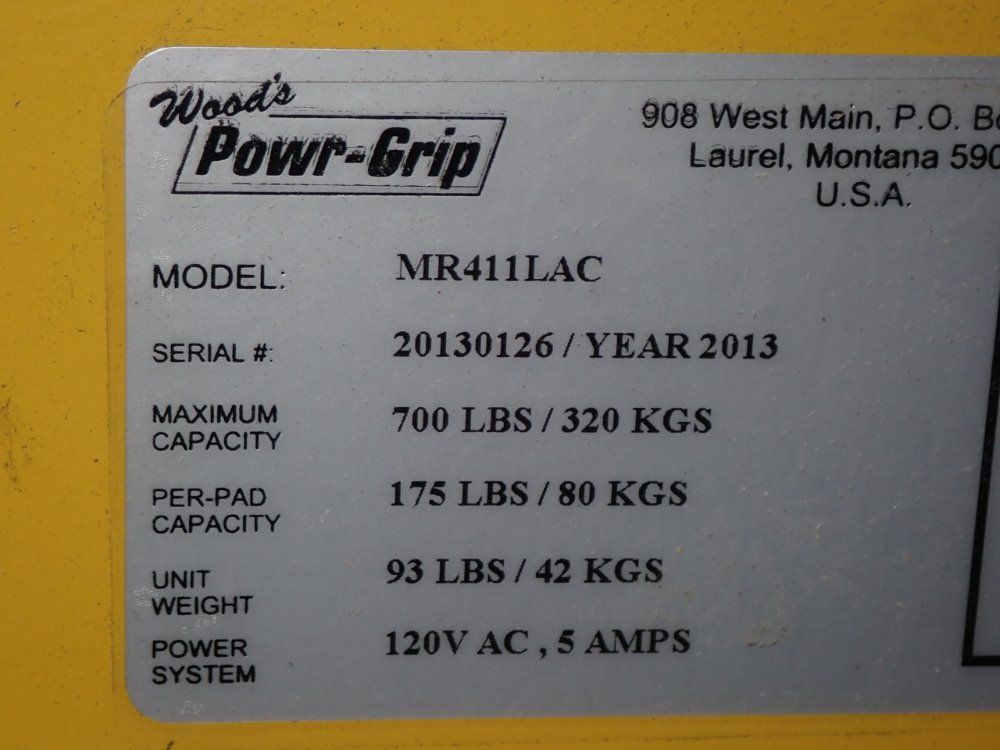 Wood's
Powr-Grip
908 West Main, P.O.
Laurel, Montana
U.S.A.
MODEL: MR411LAC
SERIAL #: 20130126 / YEAR 2013
MAXIMUM
CAPACITY 700 LBS / 320 KGS
PER-PAD
CAPACITY 175 LBS / 80 KGS
UNIT
WEIGHT 93 LBS / 42 KGS
POWER
SYSTEM 120V AC , 5 AMPS